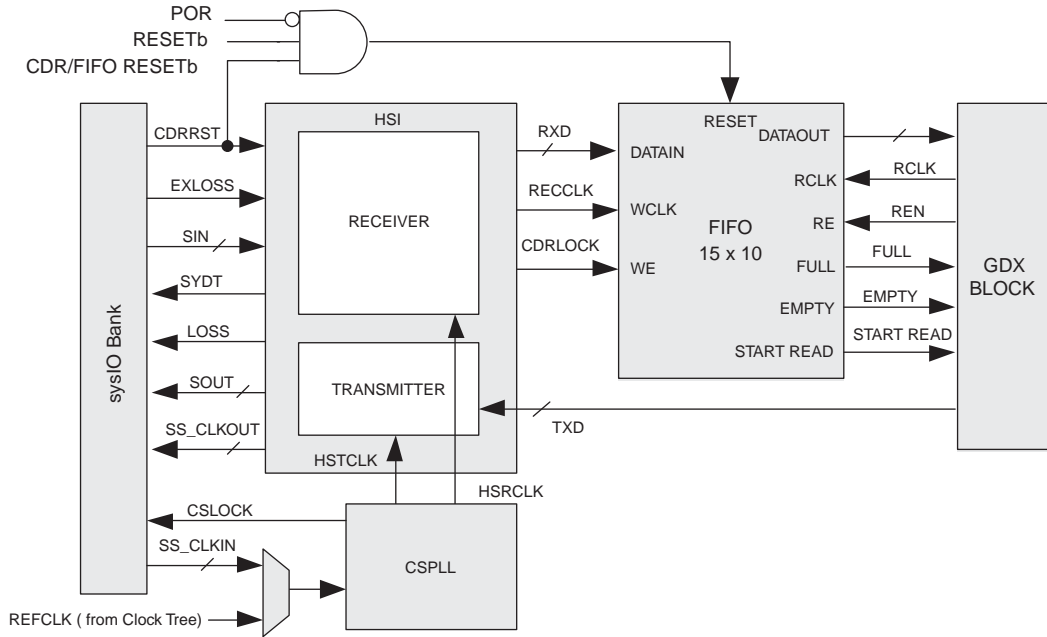 POR
RESETb
CDR/FIFO RESETb
sysIO Bank
CDRRST
EXLOSS
SIN
SYDT
LOSS
SOUT
SS_CLKOUT
CSLOCK
SS_CLKIN
REFCLK ( from Clock Tree)
HSI
RECEIVER
TRANSMITTER
HSTCLK
HSRCLK
CSPLL
RXD
RECCLK
CDRLOCK
TXD
RESET
DATAIN
WCLK
WE
FIFO
15 x 10
DATAOUT
RCLK
RE
FULL
EMPTY
START READ
RCLK
REN
FULL
EMPTY
START READ
GDX
BLOCK